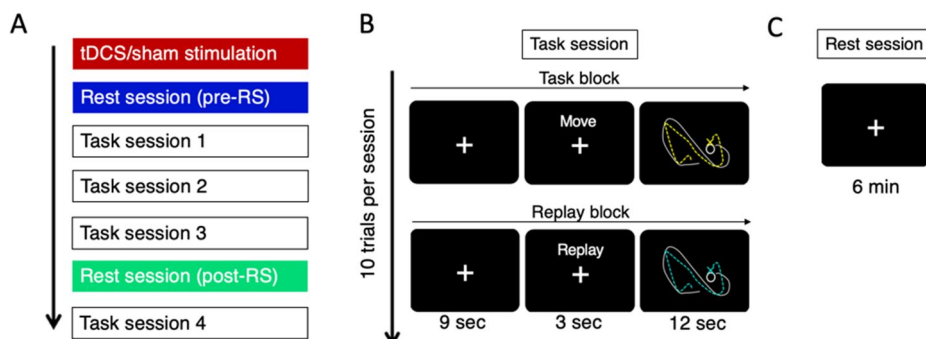 A
tDCS/sham stimulation
Rest session (pre-RS)
Task session 1
Task session 2
Task session 3
Rest session (post-RS)
Task session 4
B
Task session
10 trials per session
Task block
Move
Replay block
Replay
9 sec
3 sec
12 sec
C
Rest session
6 min